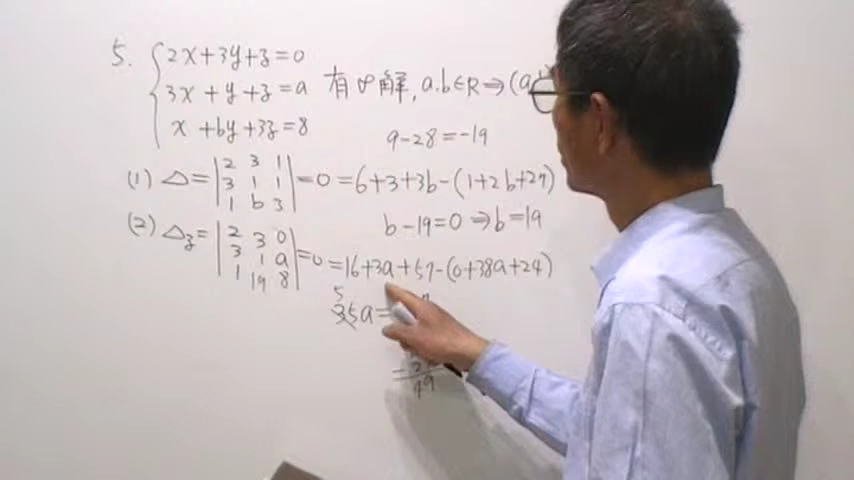 5. 2x+3y+z=0
3x+y+z=a 有∞解, a.b∈R⇒(a
x+by+3z=8
9-28=-19
(1) △= | 2 3 1 | =0=6+3+3b-(1+2b+27)
3 1 1
1 b 3
b-19=0⇒b=19
(2) △z= | 2 3 0 | =0=16+3a+57-(0+38a+24)
3 1 a
1 19 8
5
35a=
49